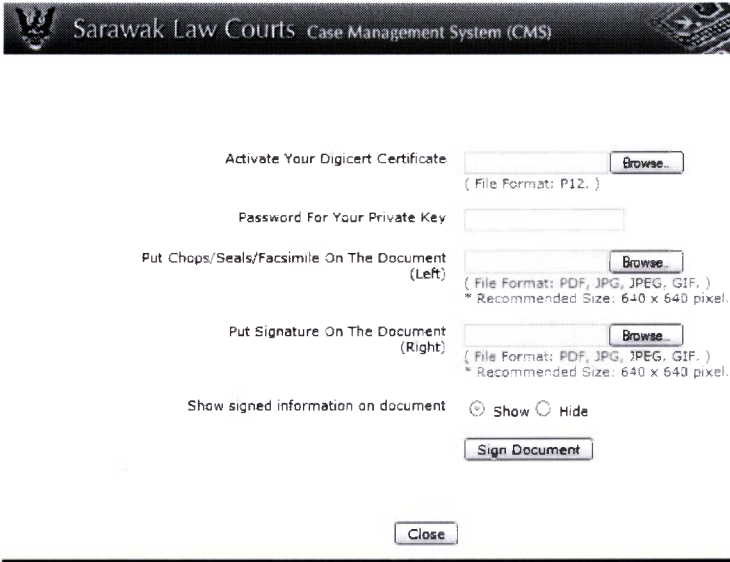 Sarawak Law Courts Case Management System (CMS)
Activate Your Digicert Certificate
Browse..
( File Format: P12. )
Password For Your Private Key
Put Chops/Seals/Facsimile On The Document
(Left)
Browse..
( File Format: PDF, JPG, JPEG, GIF. )
* Recommended Size: 640 x 640 pixel.
Put Signature On The Document
(Right)
Browse..
( File Format: PDF, JPG, JPEG, GIF. )
* Recommended Size: 640 x 640 pixel.
Show signed information on document
Show Hide
Sign Document
Close